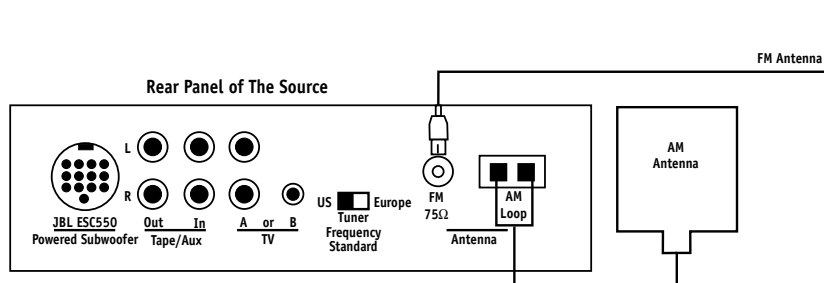 FM Antenna
Rear Panel of The Source
AM
Antenna
L
R
JBL ESC550
Powered Subwoofer
Out In
Tape/Aux
A or B
TV
US Europe
Tuner
Frequency
Standard
FM
75Ω
AM
Loop
Antenna